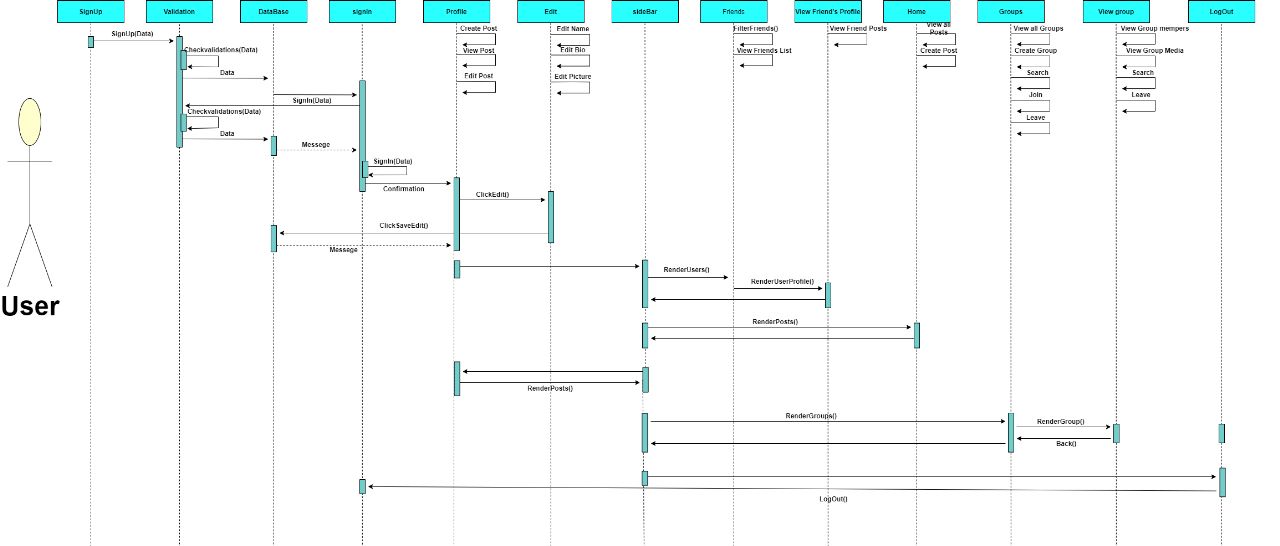 SignUp
Validation
DataBase
signIn
Profile
Edit
sideBar
Friends
View Friend's Profile
Home
Groups
View group
LogOut
SignUp(Data)
Checkvalidations(Data)
Data
SignIn(Data)
Checkvalidations(Data)
Data
Messege
SignIn(Data)
Confirmation
Create Post
View Post
Edit Post
Edit Name
Edit Bio
Edit Picture
FilterFriends()
View Friends List
View Friend Posts
View all
Posts
Create Post
View all Groups
Create Group
Search
Join
Leave
View Group mempers
View Group Media
Search
Leave
ClickEdit()
ClickSaveEdit()
Messege
User
RenderUsers()
RenderUserProfile()
RenderPosts()
RenderPosts()
RenderGroups()
RenderGroup()
Back()
LogOut()